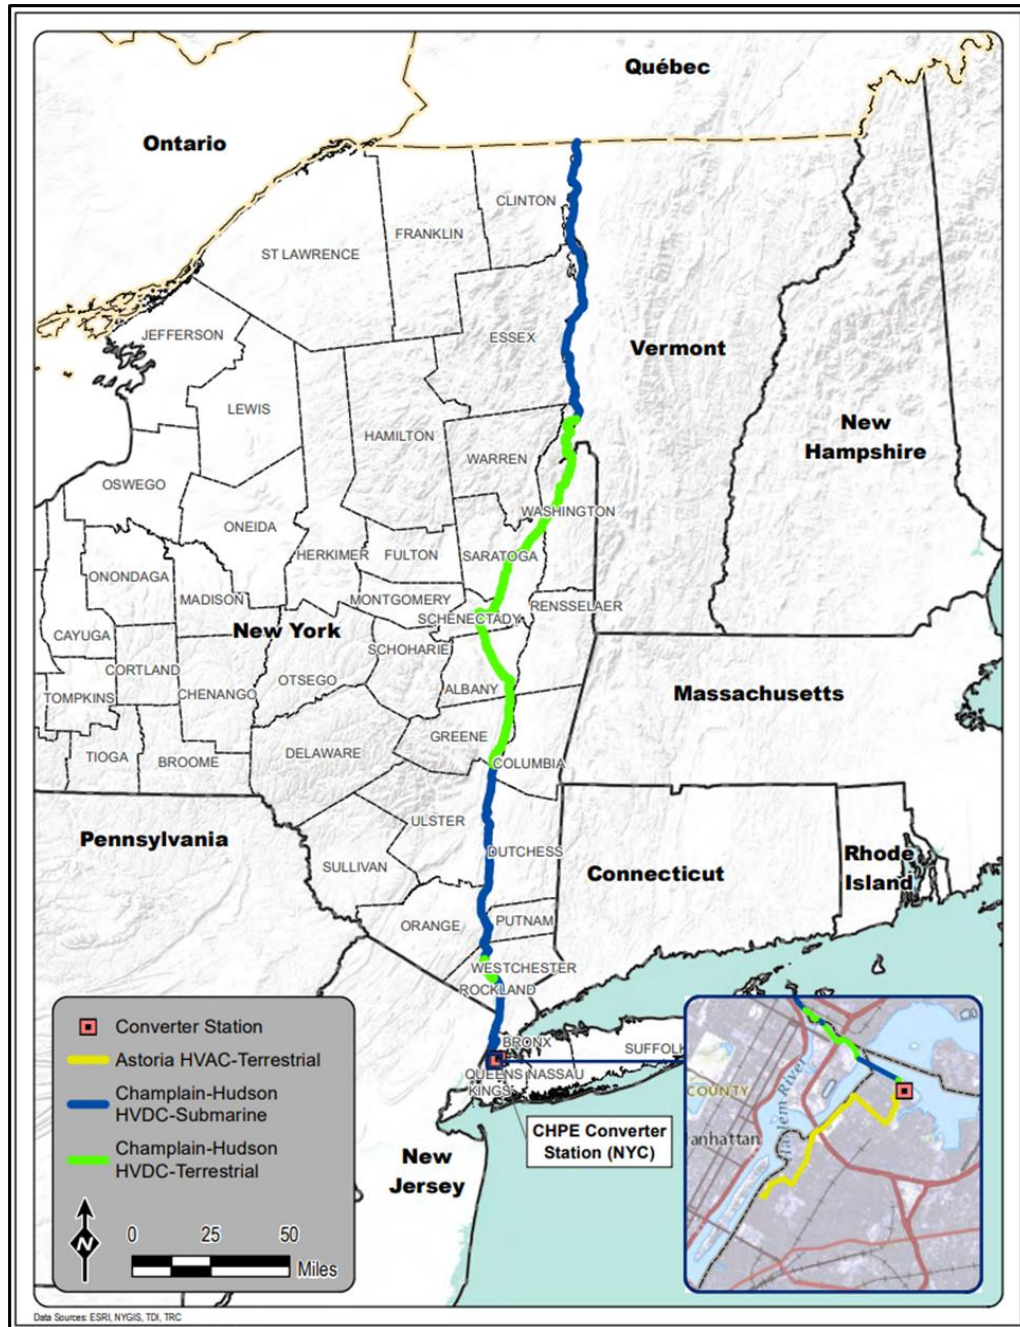 Québec
Ontario
CLINTON
FRANKLIN
ST LAWRENCE
JEFFERSON
ESSEX
Vermont
LEWIS
New
Hampshire
HAMILTON
WARREN
OSWEGO
WASHINGTON
ONEIDA
HERKIMER
FULTON
SARATOGA
ONONDAGA
MADISON
MONTGOMERY
RENSSELAER
SCHENECTADY
CAYUGA
New York
SCHOHARIE
CORTLAND
OTSEGO
ALBANY
TOMPKINS
CHENANGO
Massachusetts
GREENE
TIOGA
BROOME
DELAWARE
COLUMBIA
ULSTER
Pennsylvania
DUTCHESS
SULLIVAN
Connecticut
Rhode
Island
ORANGE
PUTNAM
WESTCHESTER
ROCKLAND
BRONX
SUFFOLK
QUEENS
NASSAU
KINGS
CHPE Converter
Station (NYC)
New
Jersey
Converter Station
Astoria HVAC-Terrestrial
Champlain-Hudson
HVDC-Submarine
Champlain-Hudson
HVDC-Terrestrial
N
0 25 50
Miles
COUNTY
anhattan
River
Data Sources: ESRI, NYGIS, TDI, TRC